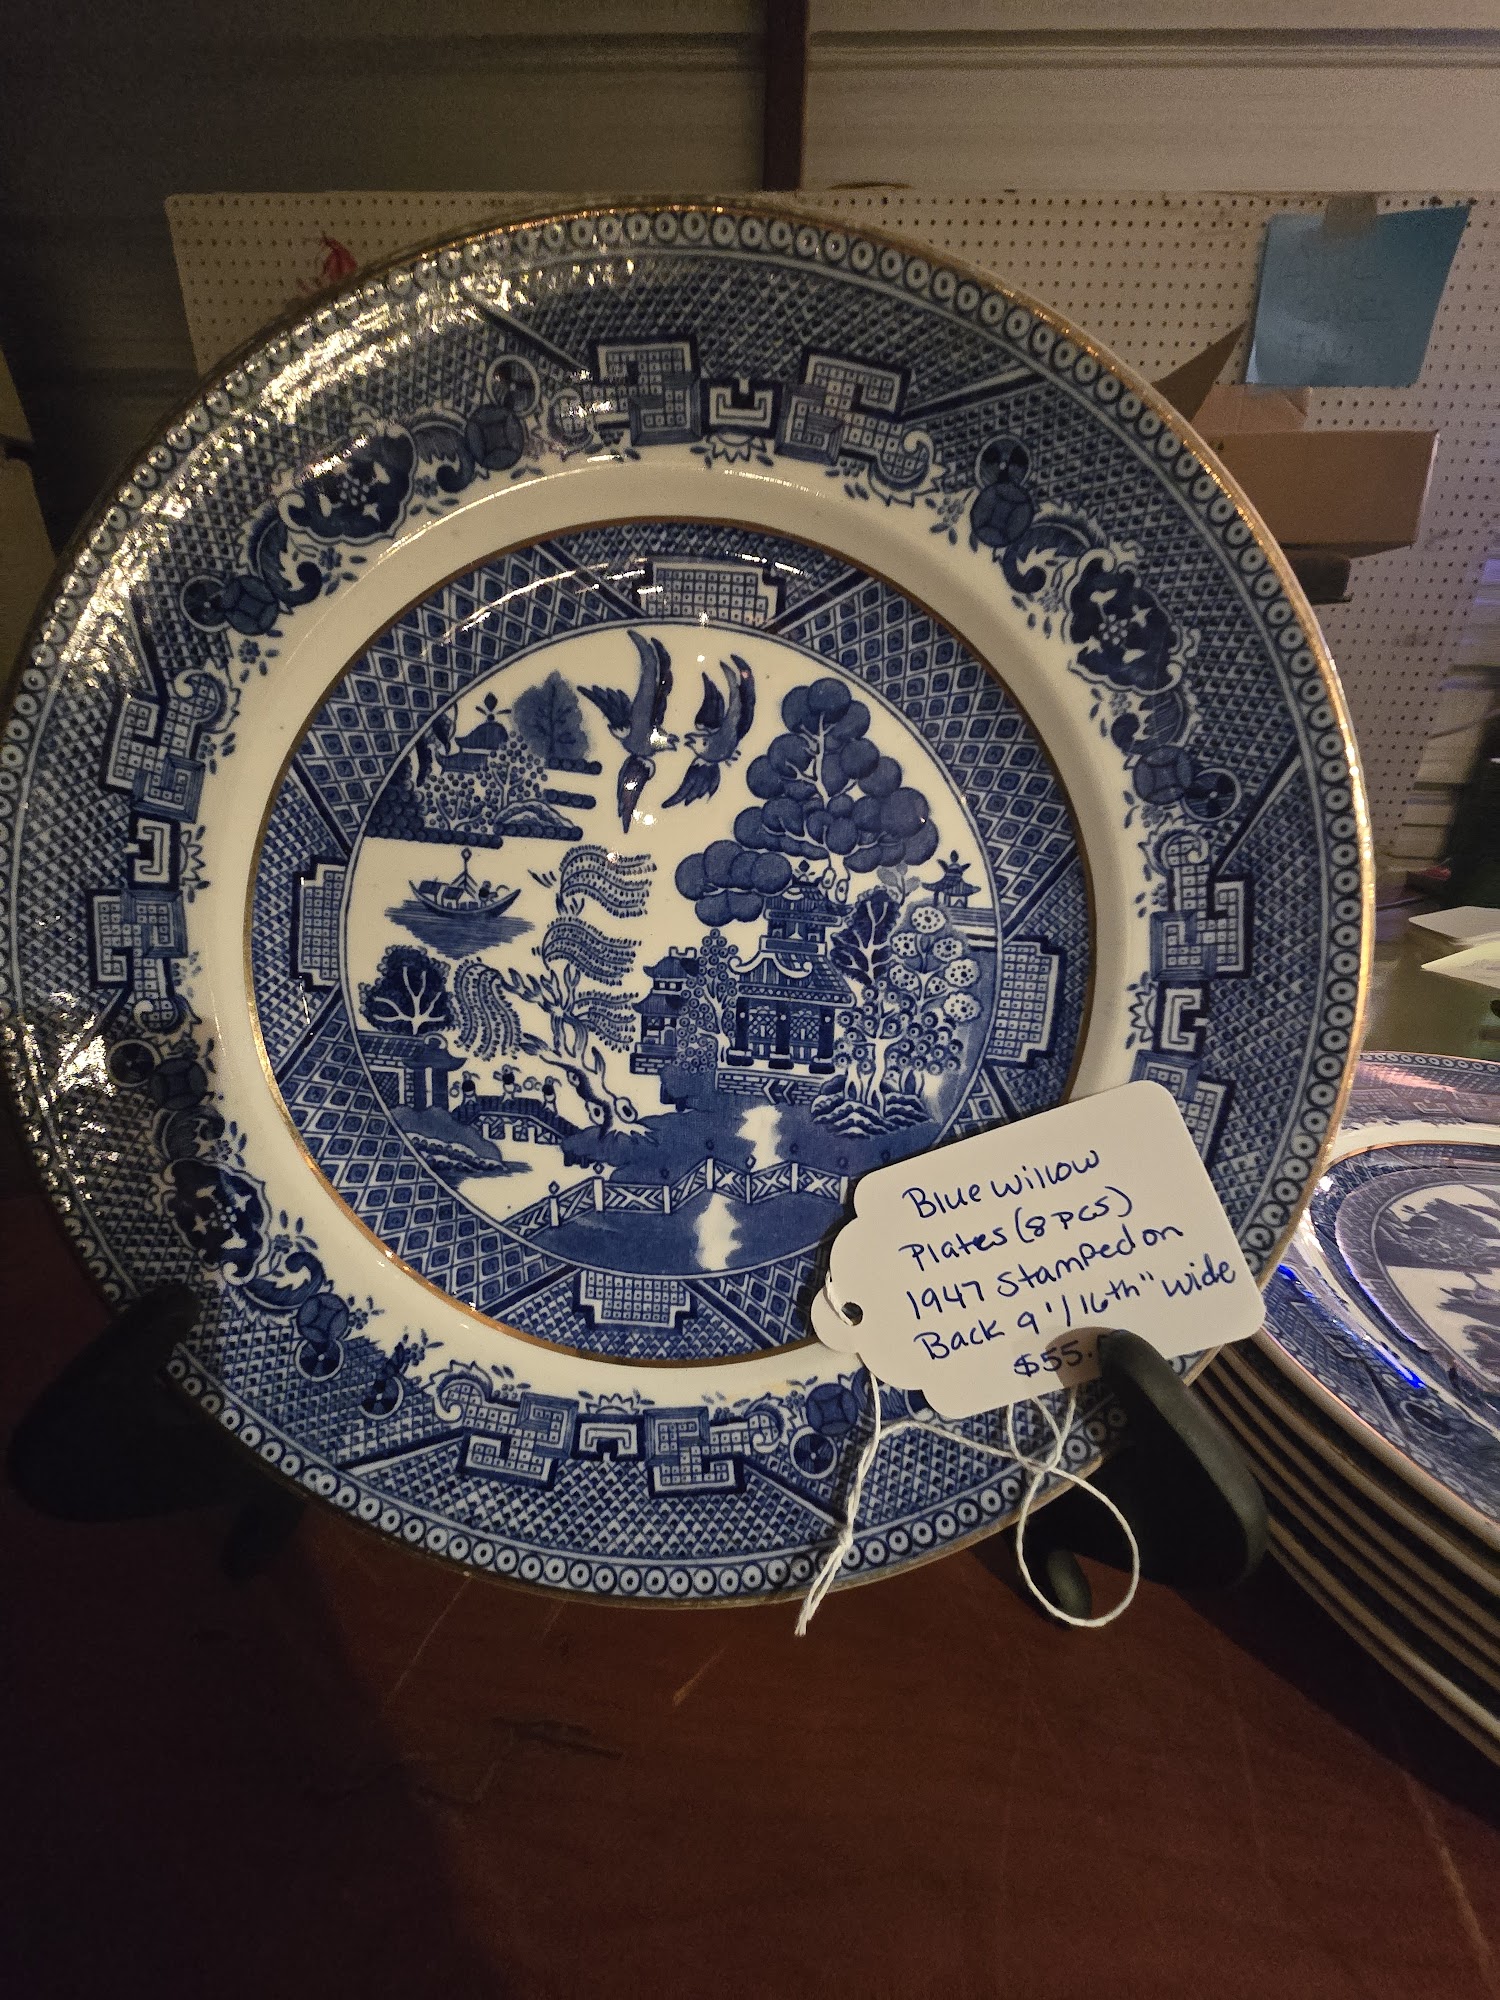 Blue Willow
Plates (8 pcs)
1947 Stamped on
Back 9 1/16th" wide
$55.